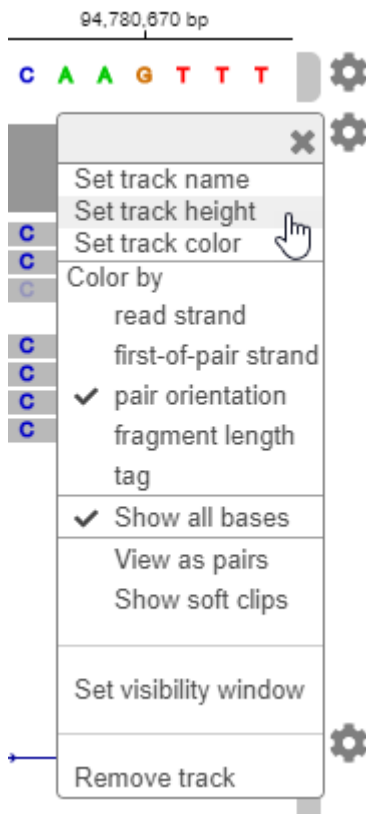 94,780,670 bp
C A A G T T T
Set track name
Set track height
C
Set track color
C
Color by
C
read strand
C
first-of-pair strand
C
pair orientation
C
fragment length
C
tag
Show all bases
View as pairs
Show soft clips
Set visibility window
Remove track